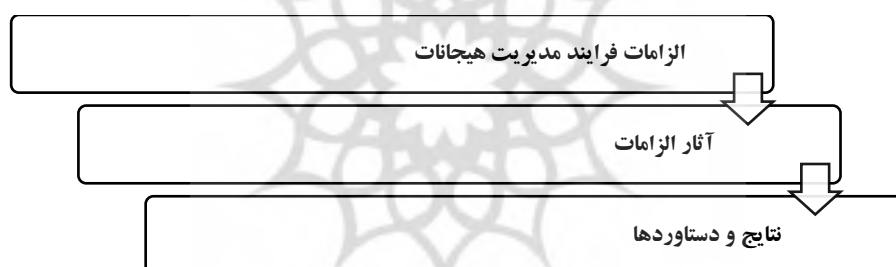 الزامات فرایند مدیریت هیجانات
آثار الزامات
نتایج و دستاوردها